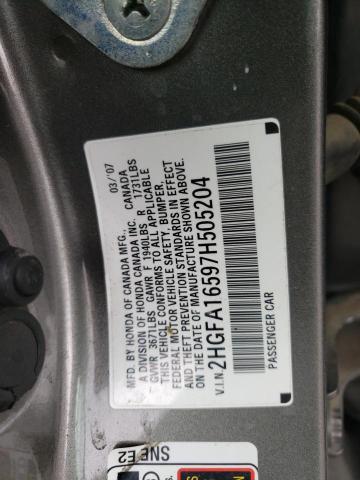 MFD. BY HONDA OF CANADA MFG., 03/'07
A DIVISION OF HONDA CANADA INC. CANADA
GVWR 3671LBS GAWR F 1940LBS R 1731LBS
THIS VEHICLE CONFORMS TO ALL APPLICABLE
FEDERAL MOTOR VEHICLE SAFETY, BUMPER,
AND THEFT PREVENTION STANDARDS IN EFFECT
ON THE DATE OF MANUFACTURE SHOWN ABOVE.
V.I.N. 2HGFA16597H505204
PASSENGER CAR
SNE E2